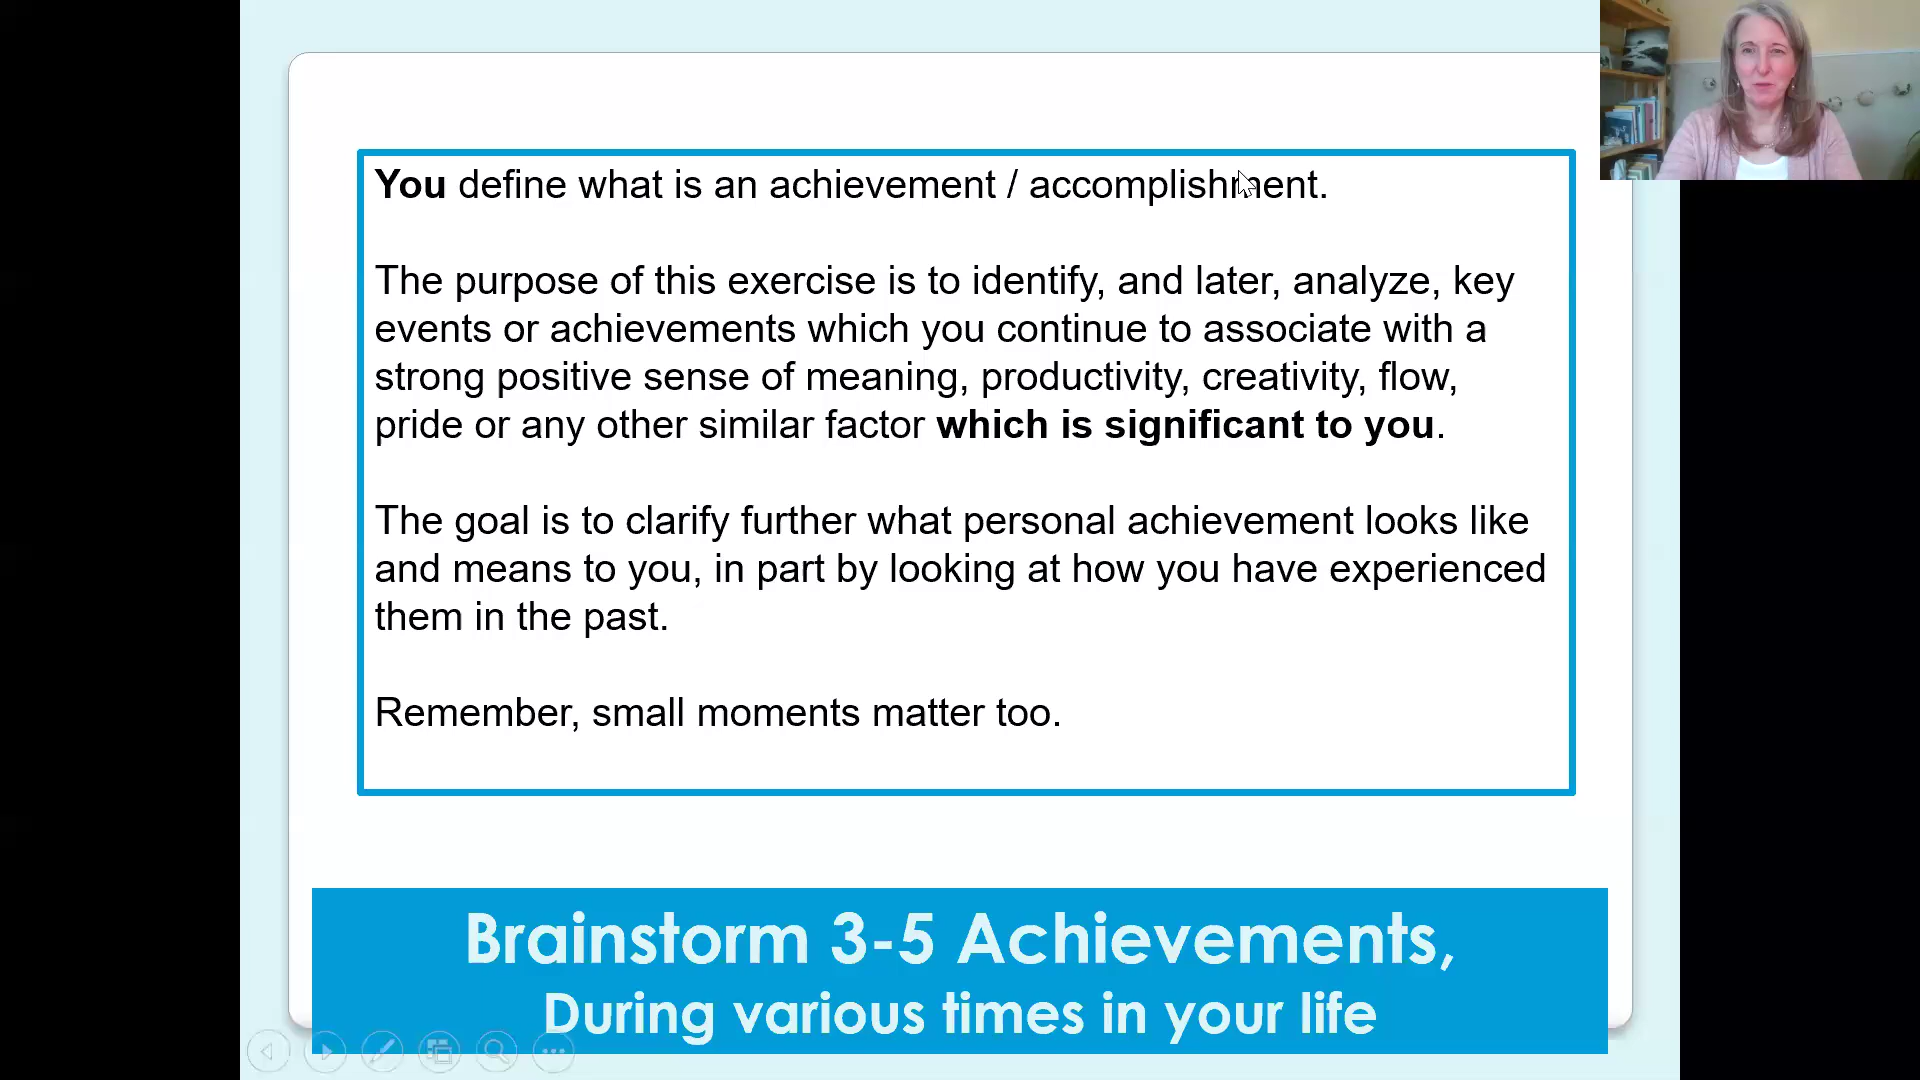 You define what is an achievement / accomplishment.
The purpose of this exercise is to identify, and later, analyze, key
events or achievements which you continue to associate with a
strong positive sense of meaning, productivity, creativity, flow,
pride or any other similar factor which is significant to you.
The goal is to clarify further what personal achievement looks like
and means to you, in part by looking at how you have experienced
them in the past.
Remember, small moments matter too.
Brainstorm 3-5 Achievements,
During various times in your life